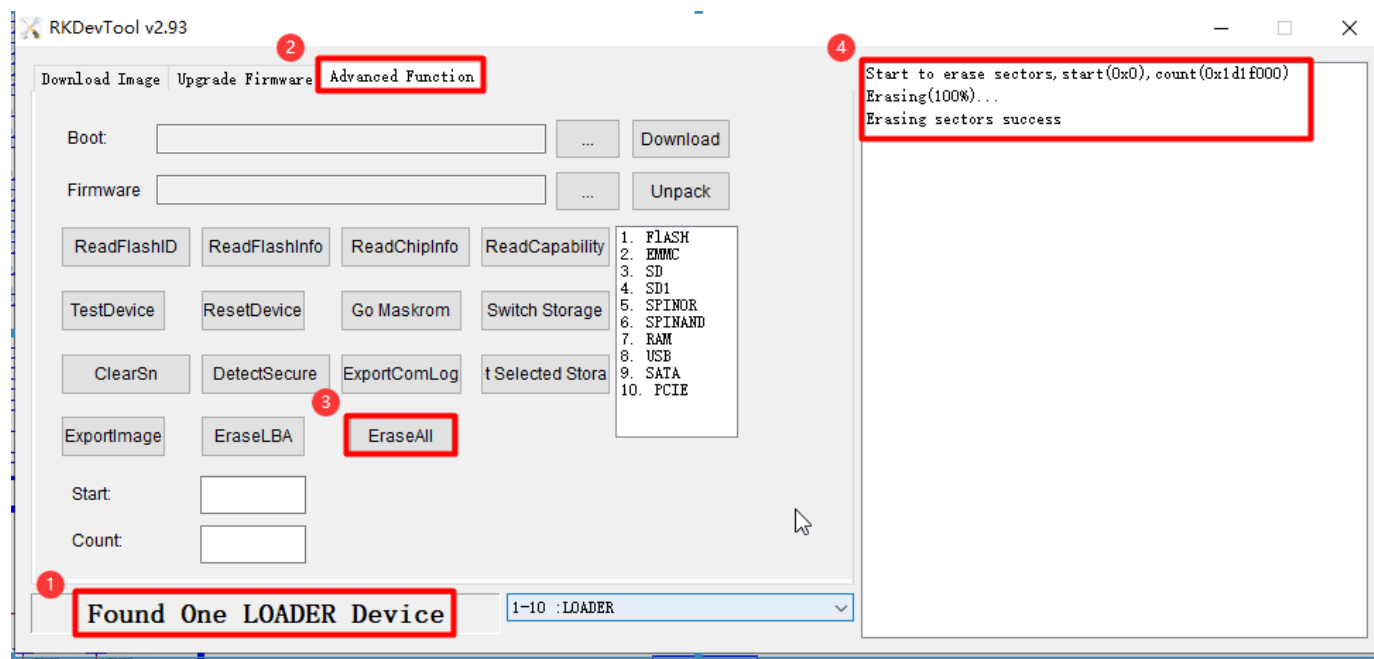 RKDevTool v2.93
2
4
Download Image Upgrade Firmware Advanced Function
Boot: ... Download
Firmware ... Unpack
ReadFlashID ReadFlashInfo ReadChipInfo ReadCapability
TestDevice ResetDevice Go Maskrom Switch Storage
ClearSn DetectSecure ExportComLog t Selected Stora
3
ExportImage EraseLBA EraseAll
1. FlASH
2. EMMC
3. SD
4. SD1
5. SPINOR
6. SPINAND
7. RAM
8. USB
9. SATA
10. PCIE
Start:
Count:
1
Found One LOADER Device
1-10 :LOADER
Start to erase sectors,start(0x0),count(0x1d1f000)
Erasing(100%)...
Erasing sectors success